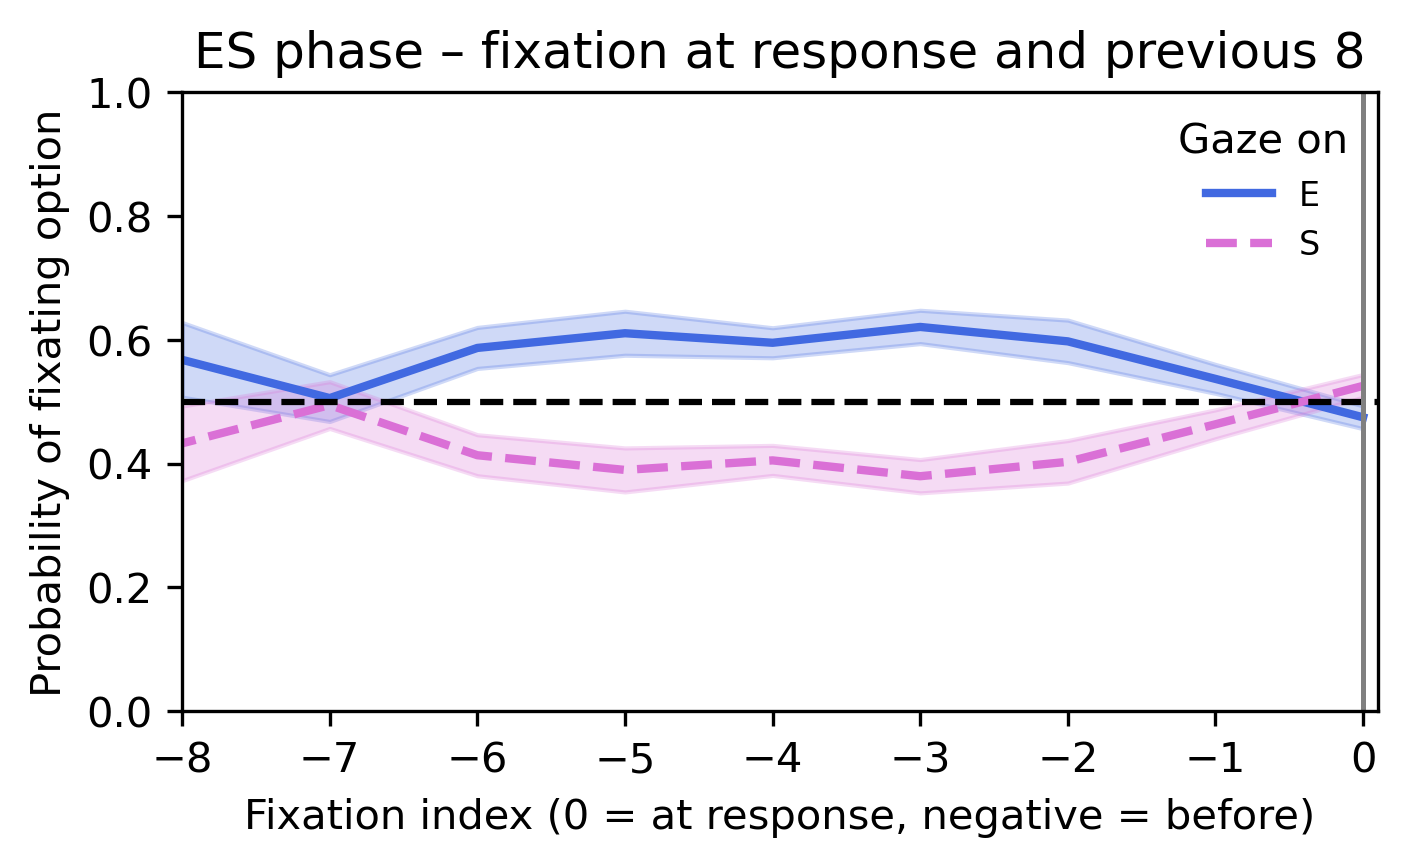 ES phase – fixation at response and previous 8
Probability of fixating option
1.0
0.8
0.6
0.4
0.2
0.0
Gaze on
E
S
−8 −7 −6 −5 −4 −3 −2 −1 0
Fixation index (0 = at response, negative = before)